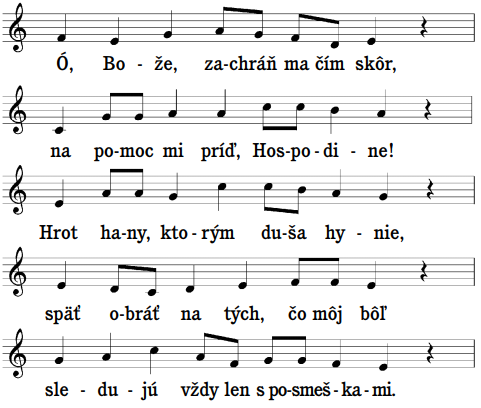 Ó, Bo - že, za-chráň ma čím skôr,
na po-moc mi príď, Hos-po-di - ne!
Hrot ha-ny, kto-rým du-ša hy - nie,
späť o-bráť na tých, čo môj bôľ
sle - du - jú vždy len s po-smeš-ka-mi.